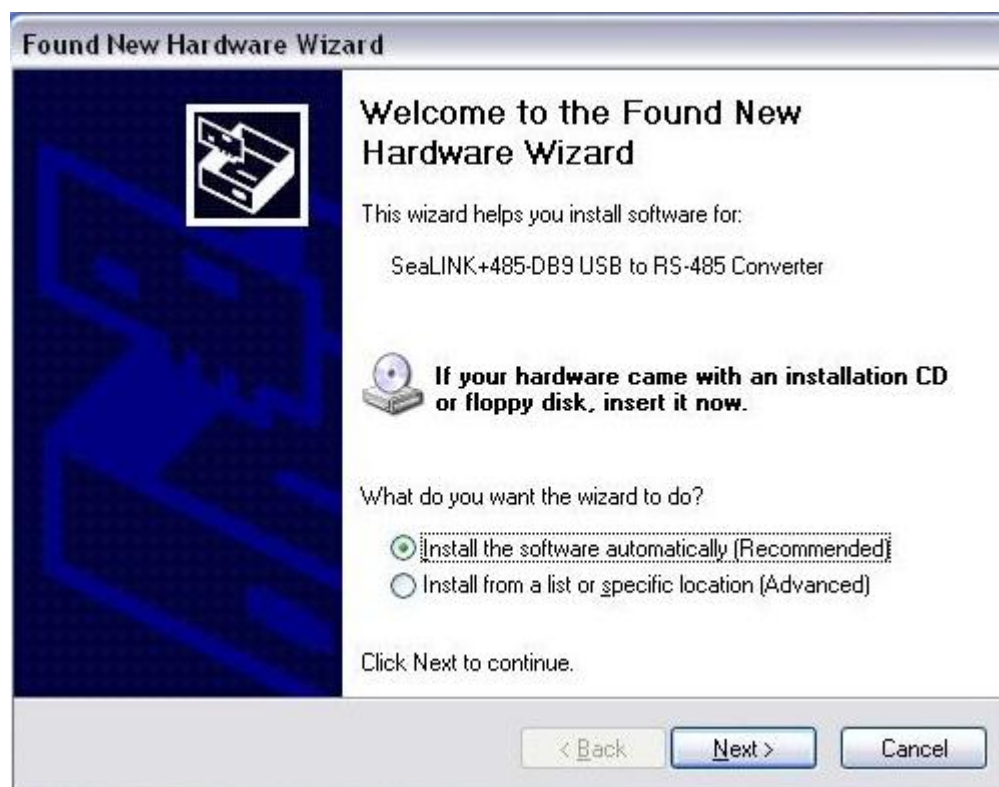 Found New Hardware Wizard
Welcome to the Found New
Hardware Wizard
This wizard helps you install software for:
SeaLINK+485-DB9 USB to RS-485 Converter
If your hardware came with an installation CD
or floppy disk, insert it now.
What do you want the wizard to do?
Install the software automatically (Recommended)
Install from a list or specific location (Advanced)
Click Next to continue.
< Back Next > Cancel